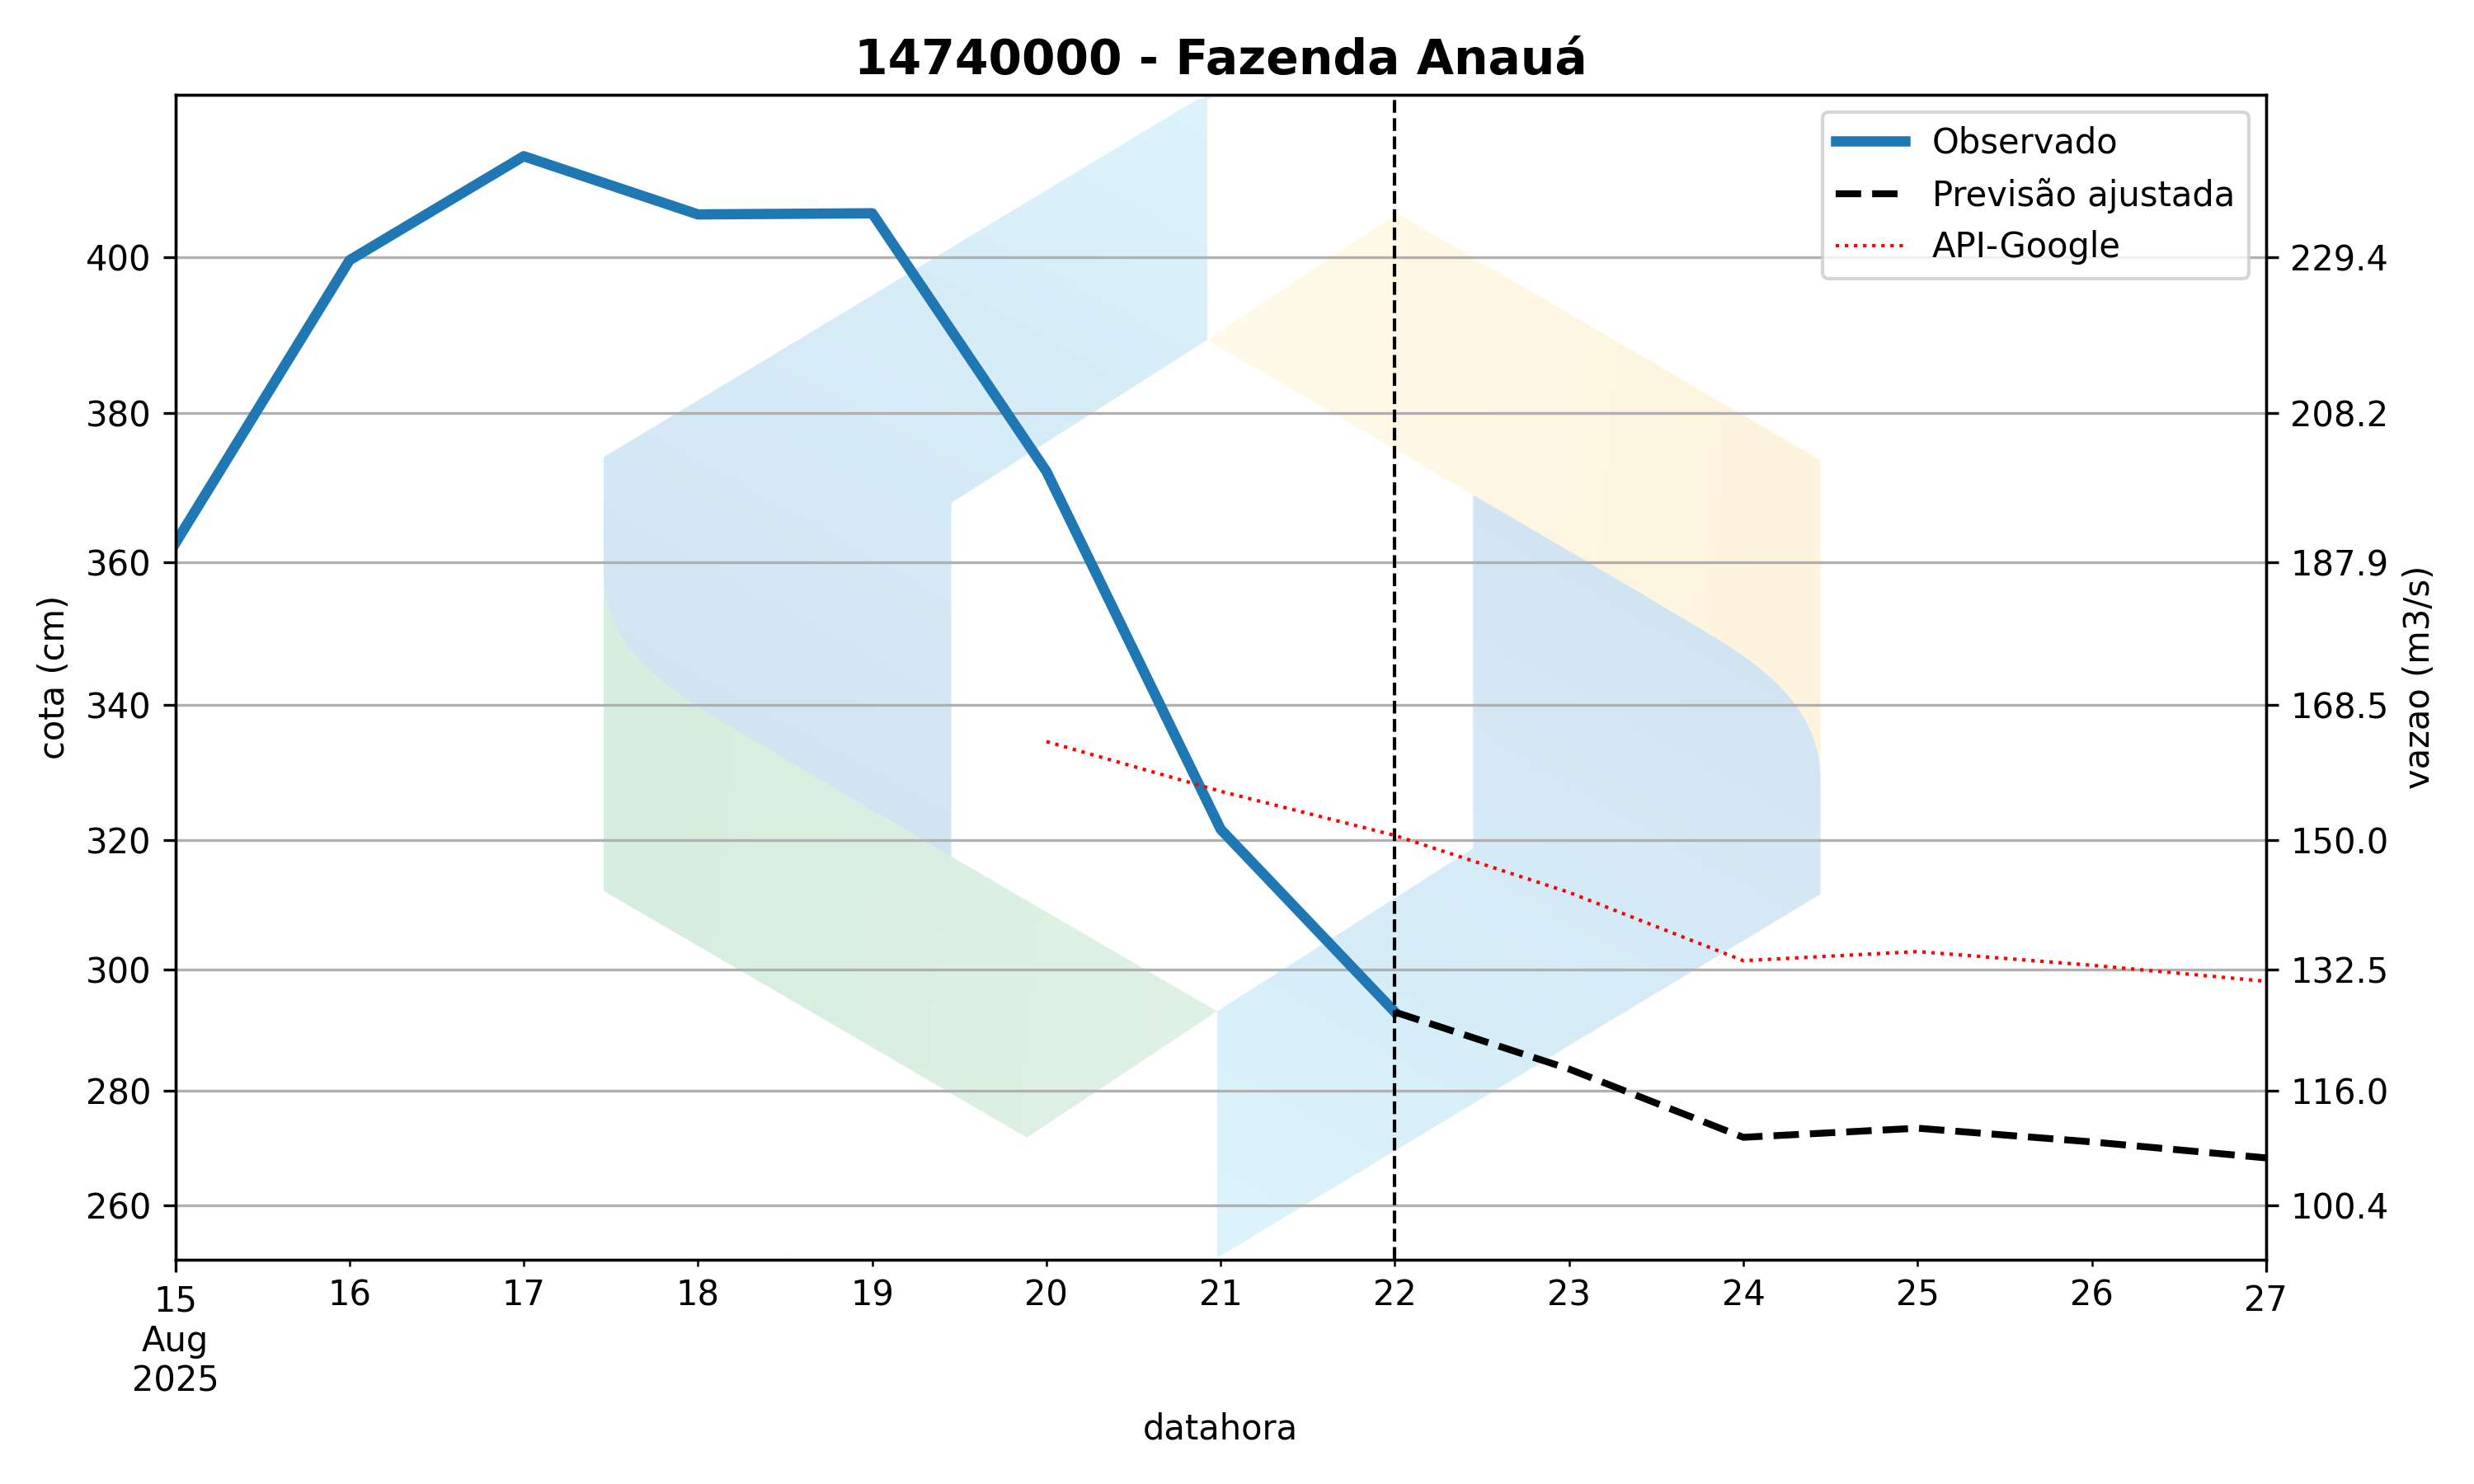 14740000 - Fazenda Anauá
Observado
Previsão ajustada
API-Google
400
380
360
340
320
300
280
260
cota (cm)
229.4
208.2
187.9
168.5
150.0
132.5
116.0
100.4
vazao (m3/s)
15 16 17 18 19 20 21 22 23 24 25 26 27
Aug
2025
datahora